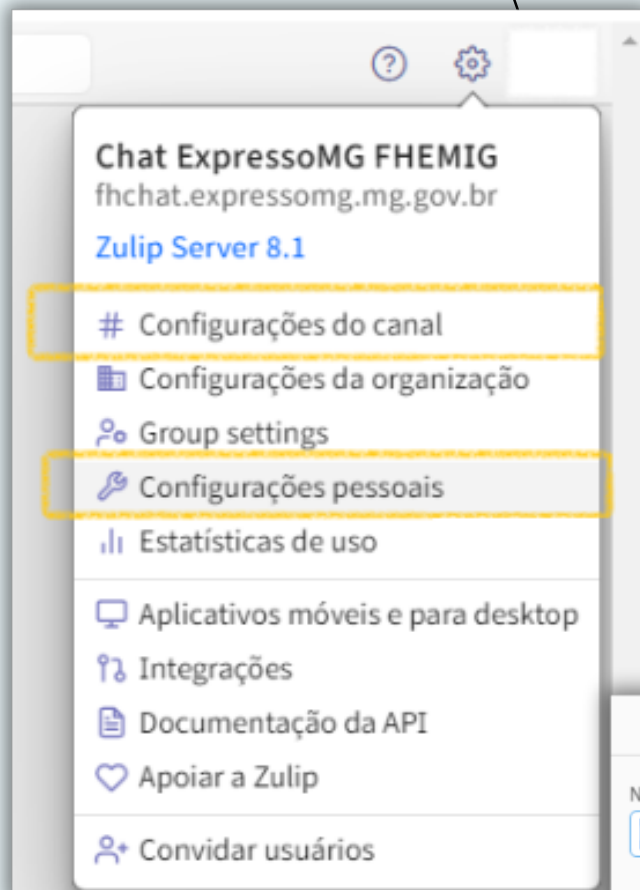 Chat ExpressoMG FHEMIG
fhchat.expressomg.mg.gov.br
Zulip Server 8.1
# Configurações do canal
Configurações da organização
Group settings
Configurações pessoais
Estatísticas de uso
Aplicativos móveis e para desktop
Integrações
Documentação da API
Apoiar a Zulip
Convidar usuários
N